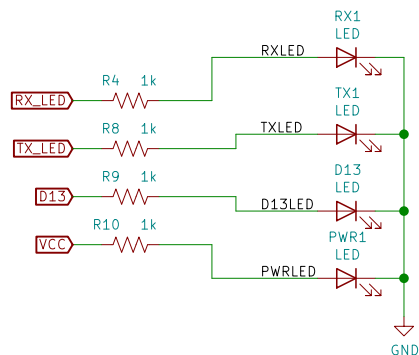 RX1
LED
RXLED
R4 1k
RX_LED
TX1
LED
TXLED
R8 1k
TX_LED
D13
LED
R9 1k
D13
D13LED
R10 1k
PWR1
LED
VCC
PWRLED
GND